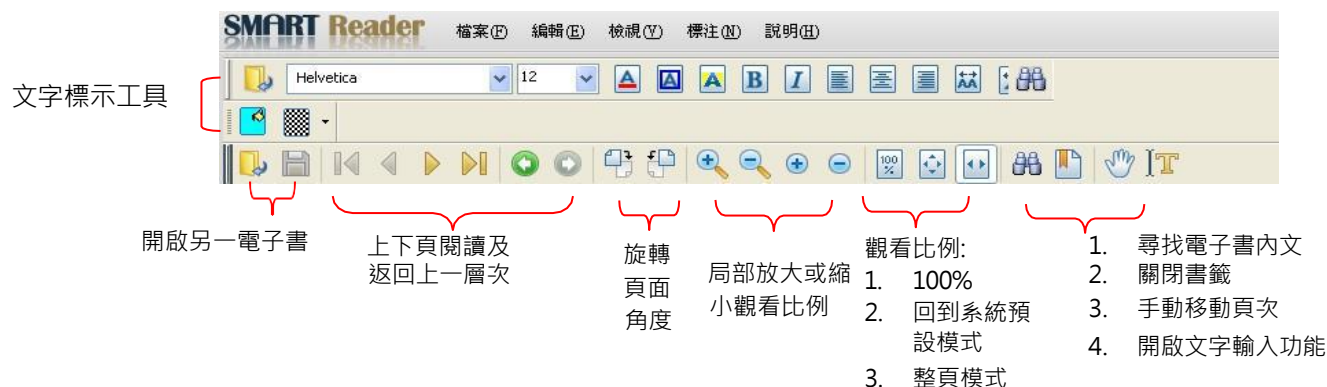 SMART Reader 檔案(F) 編輯(E) 檢視(Y) 標注(N) 說明(H)
Helvetica 12
文字標示工具
100%
開啟另一電子書
上下頁閱讀及
返回上一層次
旋轉
頁面
角度
局部放大或縮
小觀看比例
觀看比例:
1. 100%
2. 回到系統預
設模式
3. 整頁模式
1. 尋找電子書內文
2. 關閉書籤
3. 手動移動頁次
4. 開啟文字輸入功能